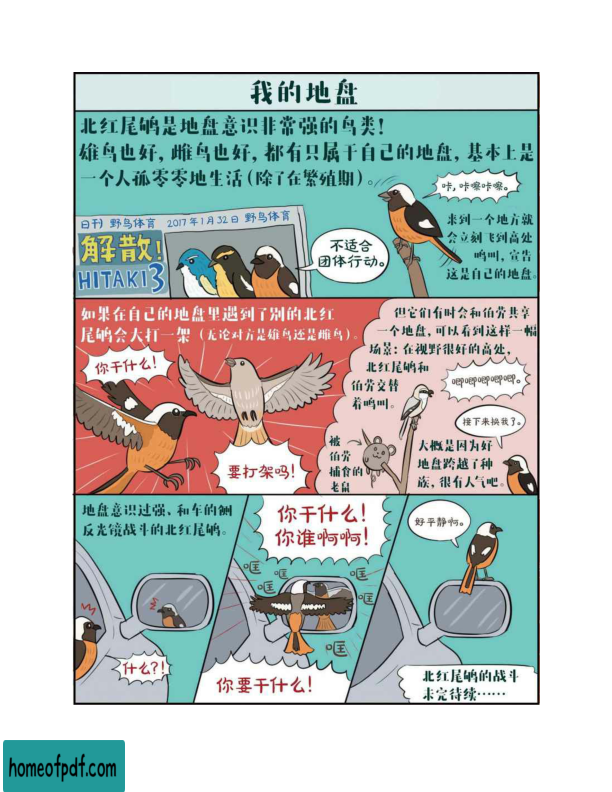 我的地盘
北红尾鸲是地盘意识非常强的鸟类！
雄鸟也好，雌鸟也好，都有只属于自己的地盘，基本上是
一个人孤零零地生活（除了在繁殖期）。
咔，咔嚓咔嚓。
来到一个地方就
会立刻飞到高处
鸣叫，宣告
这是自己的地盘。
日刊 野鸟体育 2017年1月32日 野鸟体育
解散！
HITAKI3
不适合
团体行动。
如果在自己的地盘里遇到了别的北红
尾鸲会大打一架（无论对方是雄鸟还是雌鸟）。
你干什么！
要打架吗！
但它们有时会和伯劳共享
一个地盘，可以看到这样一幅
场景：在视野很好的高处，
北红尾鸲和
伯劳交替
着鸣叫。
唧唧唧唧唧。
接下来换我了。
被
伯劳
捕食的
老鼠
大概是因为好
地盘跨越了种
族，很有人气吧。
地盘意识过强、和车的侧
反光镜战斗的北红尾鸲。
什么？！
你干什么！
你谁啊啊！
哐
哐
哐
哐
哐
哐
你要干什么！
好平静啊。
北红尾鸲的战斗
未完待续……
homeofpdf.com